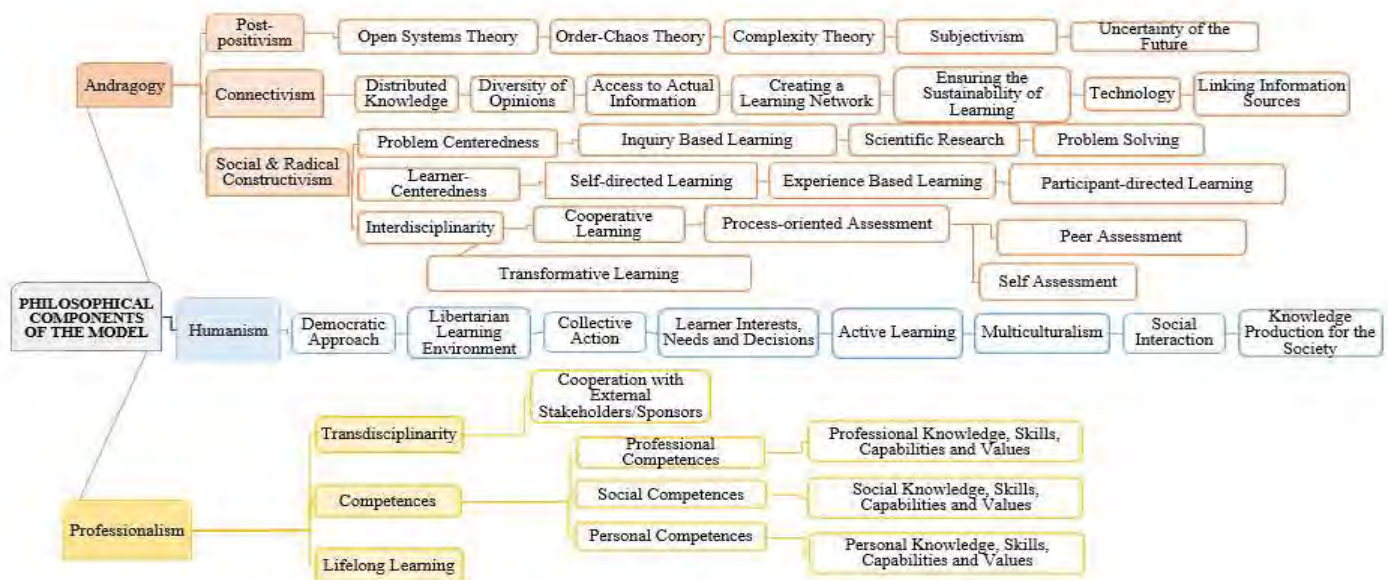 Post-
positivism
Open Systems Theory
Order-Chaos Theory
Complexity Theory
Subjectivism
Uncertainty of the
Future
Andragogy
Connectivism
Distributed
Knowledge
Diversity of
Opinions
Access to Actual
Information
Creating a
Learning Network
Ensuring the
Sustainability of
Learning
Technology
Linking Information
Sources
Social & Radical
Constructivism
Problem Centeredness
Inquiry Based Learning
Scientific Research
Problem Solving
Learner-
Centeredness
Self-directed Learning
Experience Based Learning
Participant-directed Learning
Interdisciplinarity
Cooperative
Learning
Process-oriented Assessment
Peer Assessment
Self Assessment
Transformative Learning
PHILOSOPHICAL
COMPONENTS
OF THE MODEL
Humanism
Democratic
Approach
Libertarian
Learning
Environment
Collective
Action
Learner Interests,
Needs and Decisions
Active Learning
Multiculturalism
Social
Interaction
Knowledge
Production for the
Society
Professionalism
Transdisciplinarity
Cooperation with
External
Stakeholders/Sponsors
Competences
Professional
Competences
Professional Knowledge, Skills,
Capabilities and Values
Social Competences
Social Knowledge, Skills,
Capabilities and Values
Personal Competences
Personal Knowledge, Skills,
Capabilities and Values
Lifelong Learning